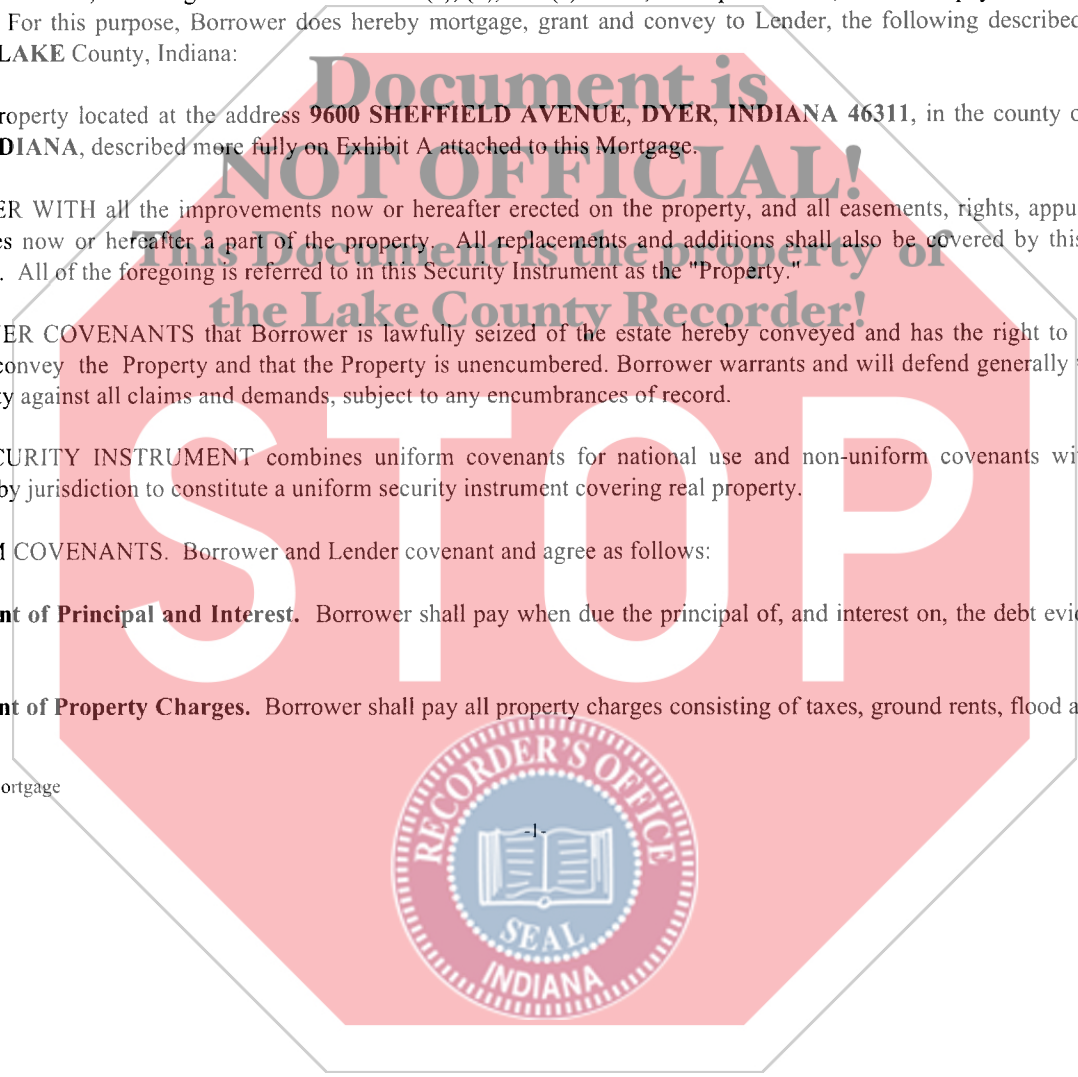 For this purpose, Borrower does hereby mortgage, grant and convey to Lender, the following described
LAKE County, Indiana:
Document is
roperty located at the address 9600 SHEFFIELD AVENUE, DYER, INDIANA 46311, in the county o
DIANA, described more fully on Exhibit A attached to this Mortgage.
NOT OFFICIAL!
ER WITH all the improvements now or hereafter erected on the property, and all easements, rights, appu
es now or hereafter a part of the property. All replacements and additions shall also be covered by this
This Document is the property of
. All of the foregoing is referred to in this Security Instrument as the "Property."
the Lake County Recorder!
ER COVENANTS that Borrower is lawfully seized of the estate hereby conveyed and has the right to
convey the Property and that the Property is unencumbered. Borrower warrants and will defend generally
ty against all claims and demands, subject to any encumbrances of record.
STOP
CURITY INSTRUMENT combines uniform covenants for national use and non-uniform covenants wi
by jurisdiction to constitute a uniform security instrument covering real property.
M COVENANTS. Borrower and Lender covenant and agree as follows:
nt of Principal and Interest. Borrower shall pay when due the principal of, and interest on, the debt evi
nt of Property Charges. Borrower shall pay all property charges consisting of taxes, ground rents, flood a
ortgage
RECORDER'S OFFICE
-1-
SEAL
INDIANA